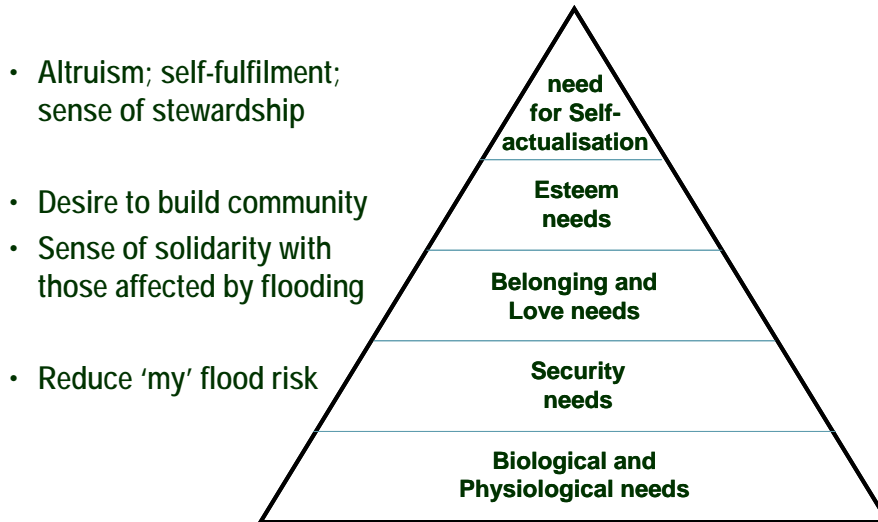 • Altruism; self-fulfilment;
sense of stewardship
• Desire to build community
• Sense of solidarity with
those affected by flooding
• Reduce ‘my’ flood risk
need
for Self-
actualisation
Esteem
needs
Belonging and
Love needs
Security
needs
Biological and
Physiological needs